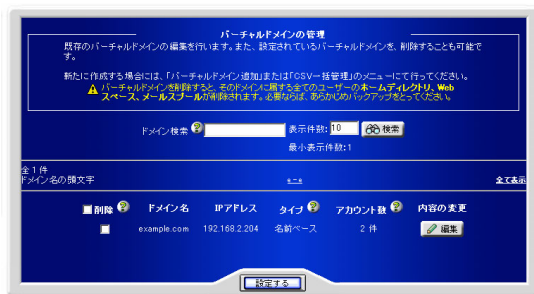 バーチャルドメインの管理
既存のバーチャルドメインの編集を行います。また、設定されているバーチャルドメインを、削除することも可能で
す。
新たに作成する場合には、「バーチャルドメイン追加」または「CSV一括管理」のメニューにて行ってください。
バーチャルドメインを削除すると、そのドメインに属する全てのユーザーのホームディレクトリ、Web
スペース、メールスプールが削除されます。必要ならば、あらかじめバックアップをとってください。
ドメイン検索 表示件数: 10 検索
最小表示件数:1
全1件
ドメイン名の頭文字 e-e 全て表示
削除 ドメイン名 IPアドレス タイプ アカウント数 内容の変更
example.com 192.168.2.204 名前ベース 2 件 編集
設定する